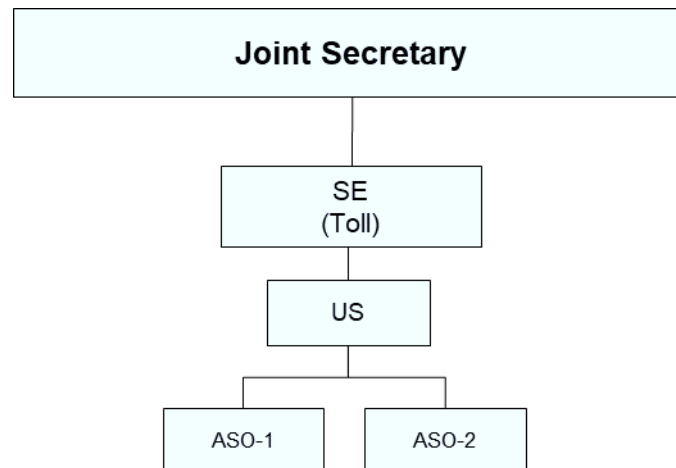 Joint Secretary
SE
(Toll)
US
ASO-1
ASO-2